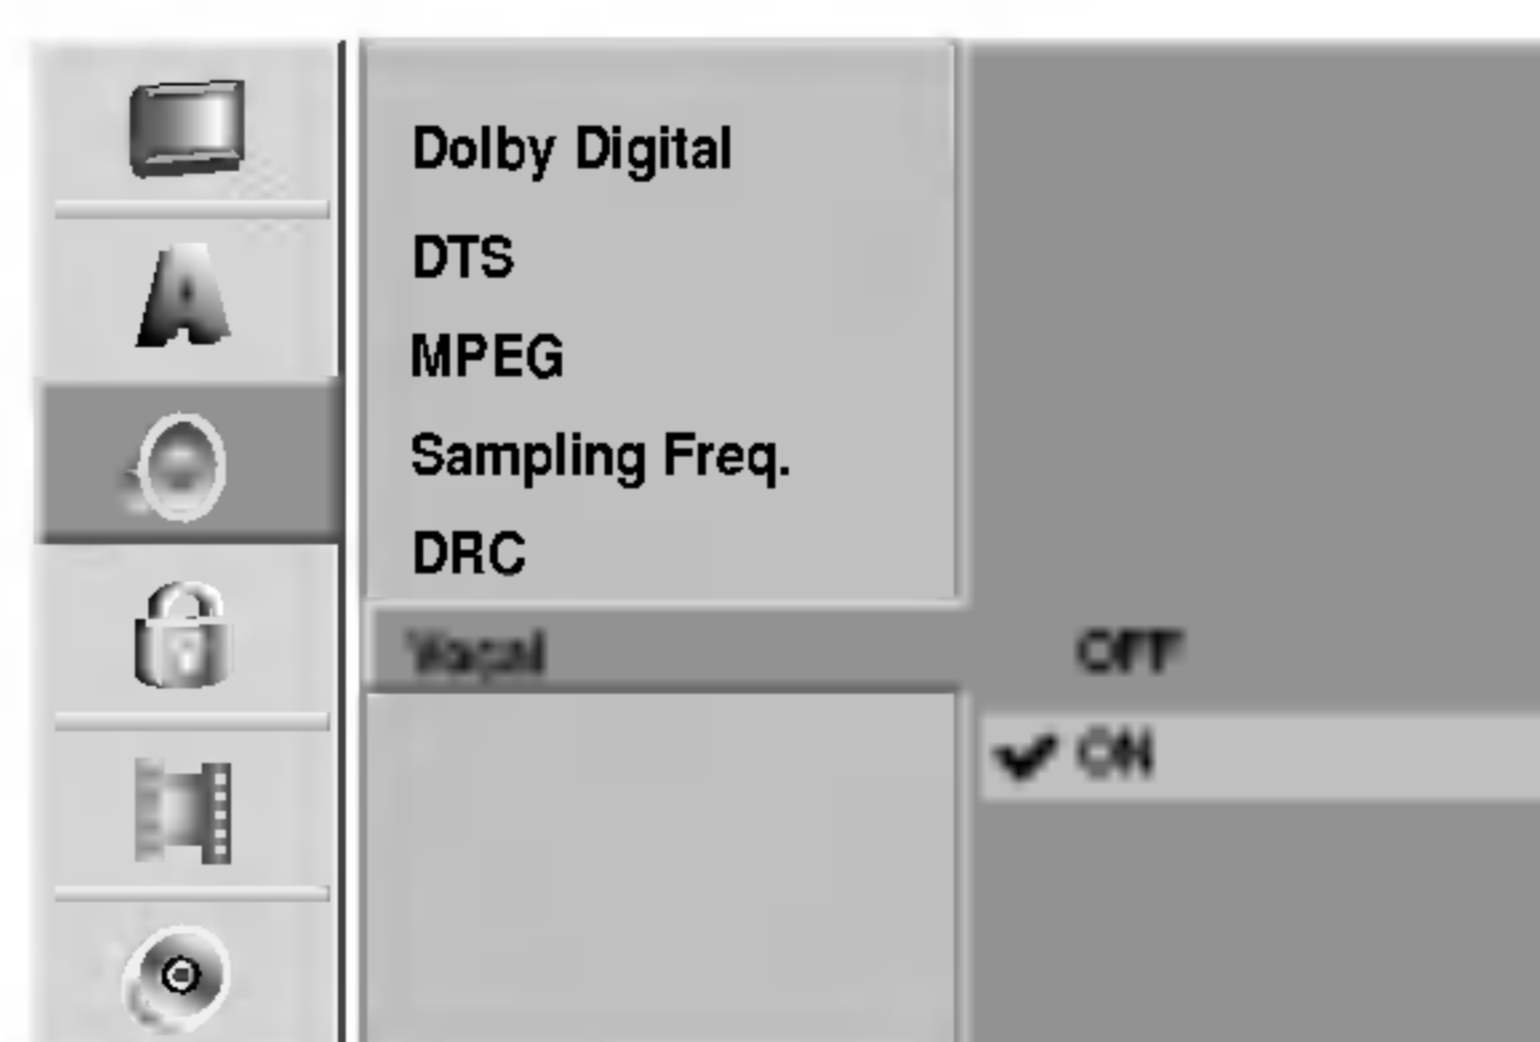 Dolby Digital
DTS
MPEG
Sampling Freq.
DRC
Vocal OFF
ON